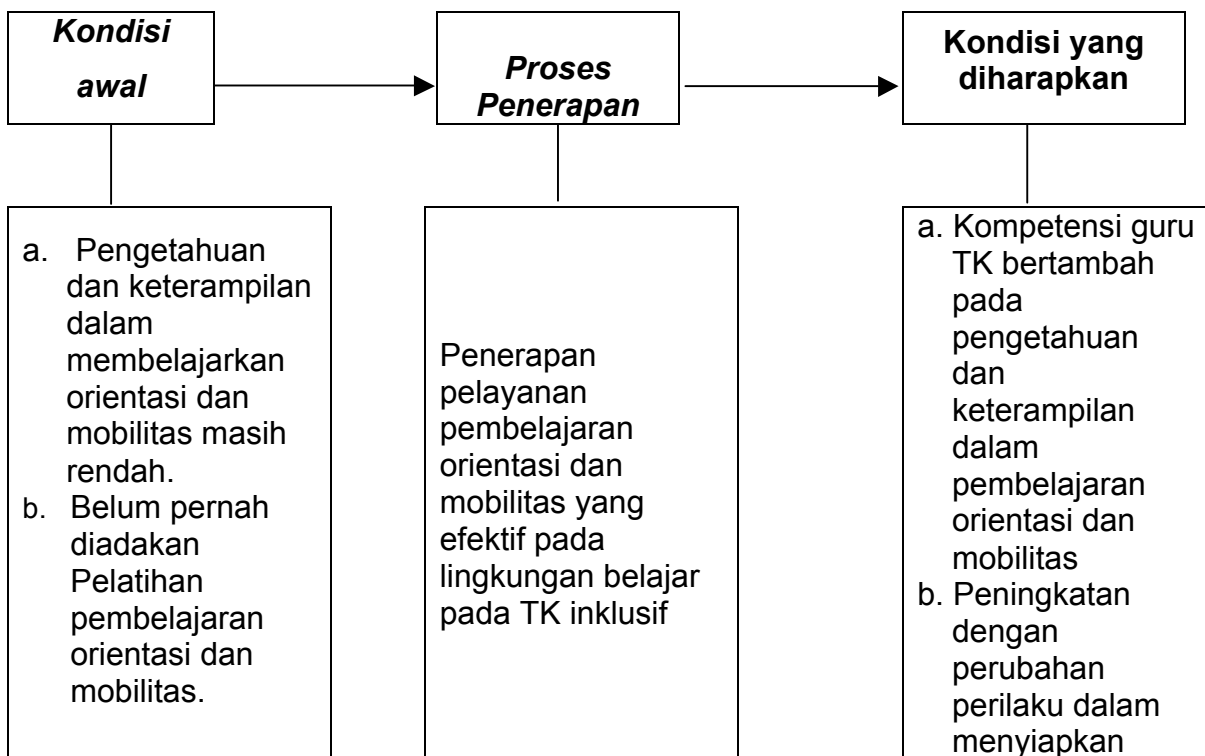 Kondisi
awal
Proses
Penerapan
Kondisi yang
diharapkan
a. Pengetahuan
dan keterampilan
dalam
membelajarkan
orientasi dan
mobilitas masih
rendah.
b. Belum pernah
diadakan
Pelatihan
pembelajaran
orientasi dan
mobilitas.
Penerapan
pelayanan
pembelajaran
orientasi dan
mobilitas yang
efektif pada
lingkungan belajar
pada TK inklusif
a. Kompetensi guru
TK bertambah
pada
pengetahuan
dan
keterampilan
dalam
pembelajaran
orientasi dan
mobilitas
b. Peningkatan
dengan
perubahan
perilaku dalam
menyiapkan